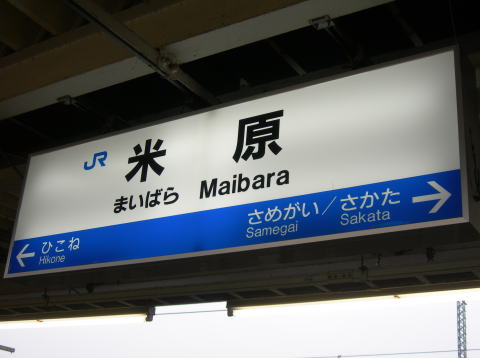 JR 米原
まいばら Maibara
← ひこね さめがい／さかた →
Hikone Samegai Sakata